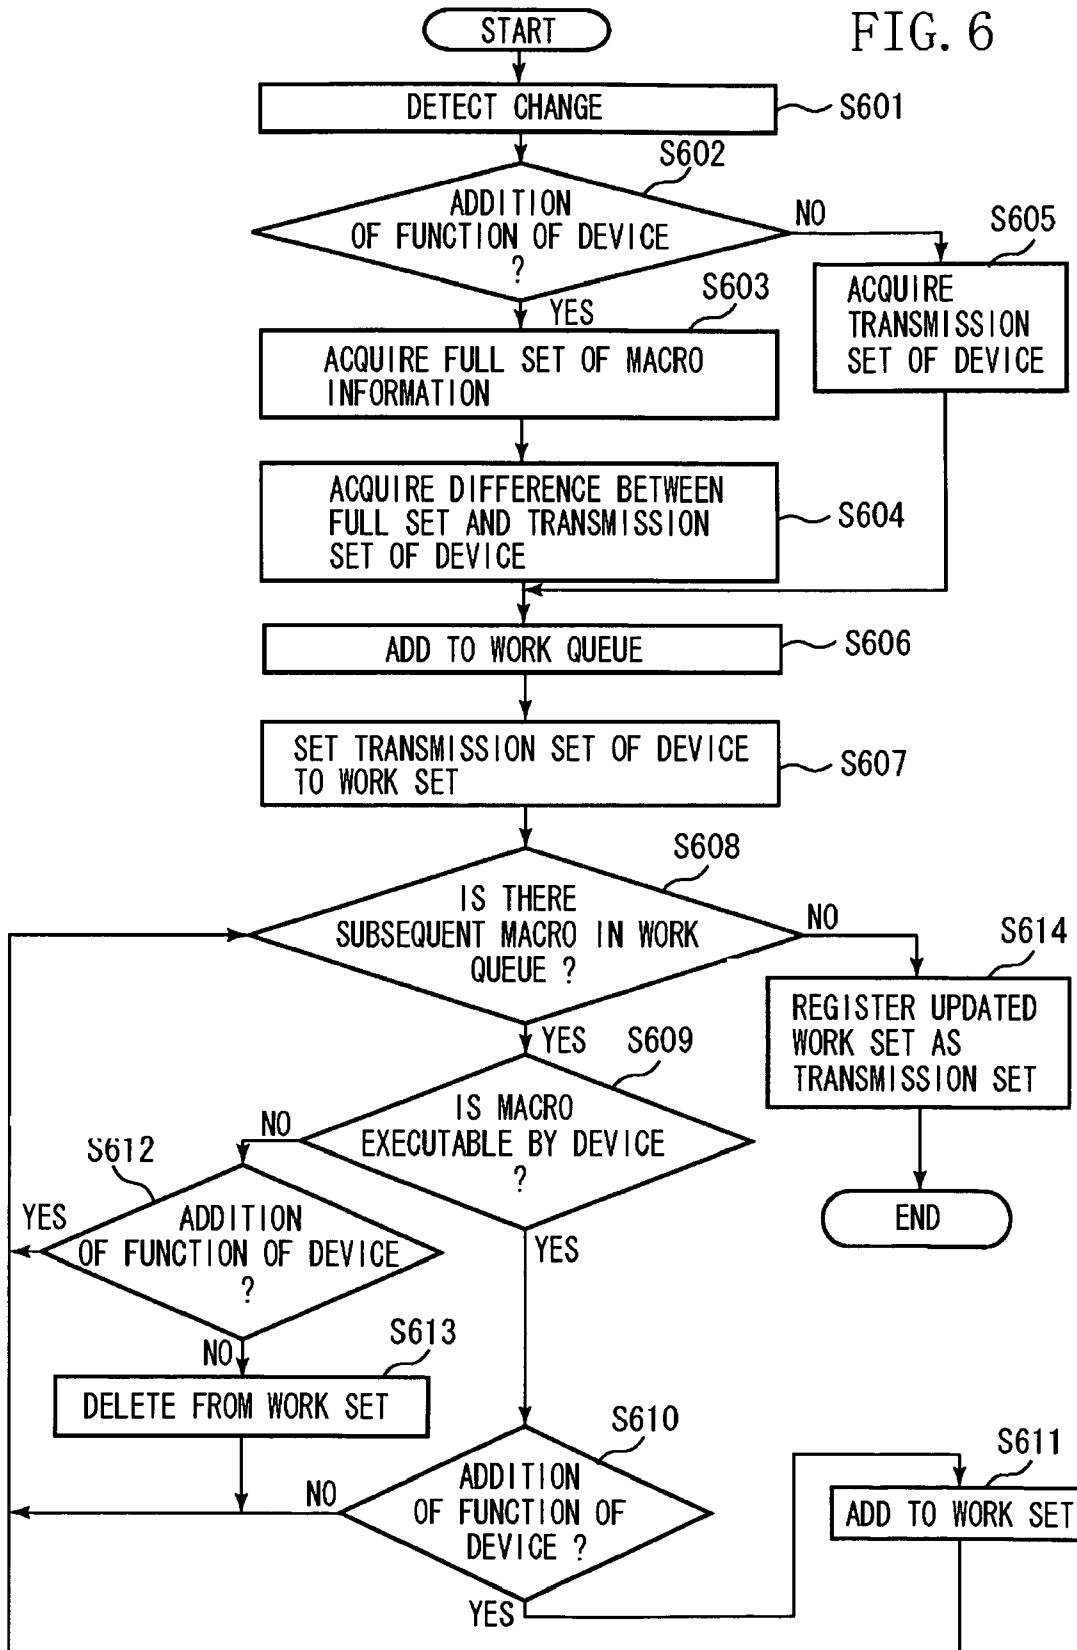 FIG. 6
START
DETECT CHANGE
S601
S602
ADDITION
OF FUNCTION OF DEVICE
?
NO
YES
S605
ACQUIRE
TRANSMISSION
SET OF DEVICE
S603
ACQUIRE FULL SET OF MACRO
INFORMATION
ACQUIRE DIFFERENCE BETWEEN
FULL SET AND TRANSMISSION
SET OF DEVICE
S604
ADD TO WORK QUEUE
S606
SET TRANSMISSION SET OF DEVICE
TO WORK SET
S607
S608
IS THERE
SUBSEQUENT MACRO IN WORK
QUEUE ?
NO
YES
S614
REGISTER UPDATED
WORK SET AS
TRANSMISSION SET
END
S609
IS MACRO
EXECUTABLE BY DEVICE
?
NO
YES
S612
ADDITION
OF FUNCTION OF DEVICE
?
YES
NO
S613
DELETE FROM WORK SET
S610
ADDITION
OF FUNCTION OF
DEVICE ?
NO
YES
S611
ADD TO WORK SET